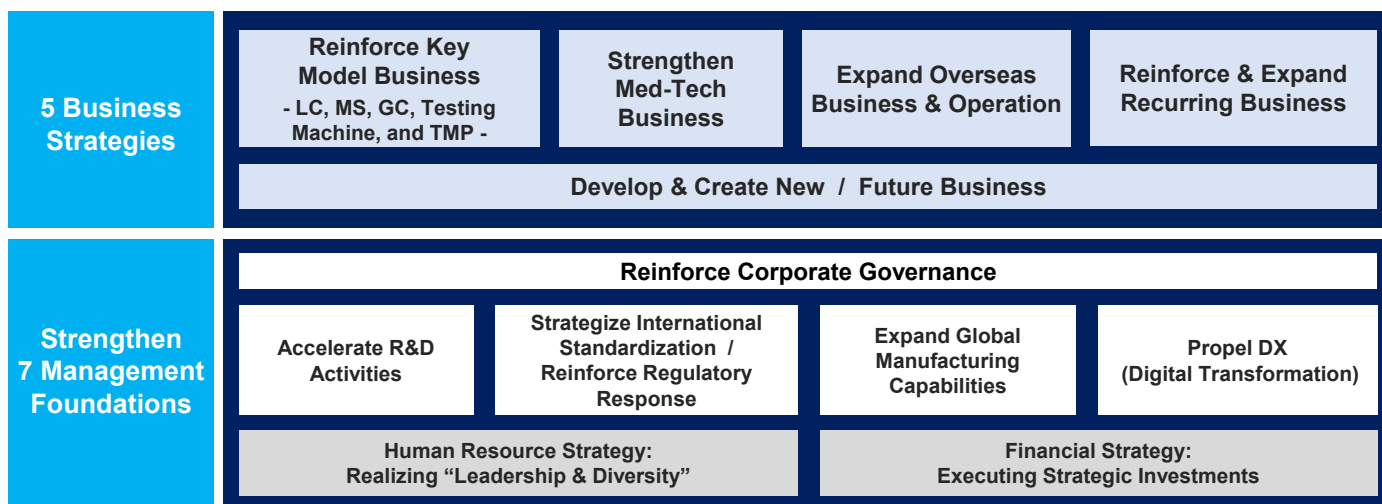 5 Business
Strategies
Reinforce Key
Model Business
- LC, MS, GC, Testing
Machine, and TMP -
Strengthen
Med-Tech
Business
Expand Overseas
Business & Operation
Reinforce & Expand
Recurring Business
Develop & Create New / Future Business
Strengthen
7 Management
Foundations
Reinforce Corporate Governance
Accelerate R&D
Activities
Strategize International
Standardization /
Reinforce Regulatory
Response
Expand Global
Manufacturing
Capabilities
Propel DX
(Digital Transformation)
Human Resource Strategy:
Realizing “Leadership & Diversity”
Financial Strategy:
Executing Strategic Investments